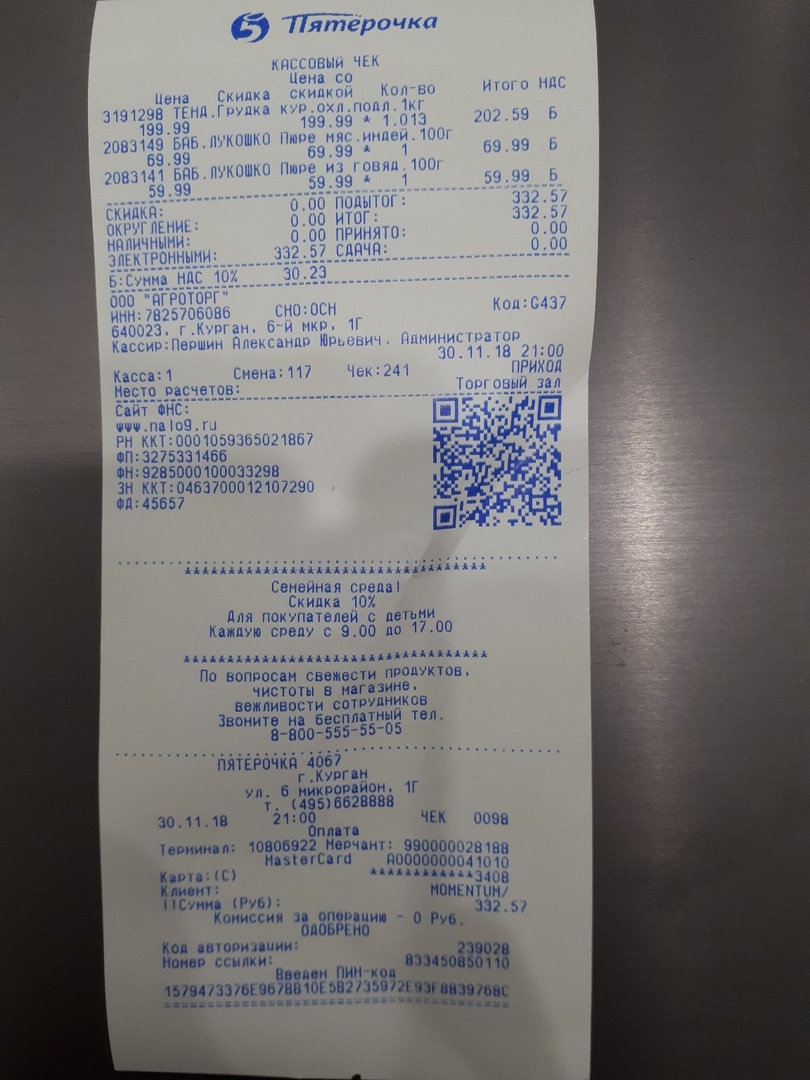 5 Пятёрочка
КАССОВЫЙ ЧЕК
Цена со
Цена Скидка скидкой Кол-во Итого НДС
3191298 ТЕНД.Грудка кур.охл.подл.1кг
199.99 199.99 * 1.013 202.59 Б
2083149 БАБ.ЛУКОШКО Пюре мяс.индей.100г
69.99 69.99 * 1 69.99 Б
2083141 БАБ.ЛУКОШКО Пюре из говяд.100г
59.99 59.99 * 1 59.99 Б
СКИДКА: 0.00 ПОДЫТОГ: 332.57
ОКРУГЛЕНИЕ: 0.00 ИТОГ: 332.57
НАЛИЧНЫМИ: 0.00 ПРИНЯТО: 0.00
ЭЛЕКТРОННЫМИ: 332.57 СДАЧА: 0.00
Б:Сумма НДС 10% 30.23
ООО "АГРОТОРГ"
ИНН:7825706086 СНО:ОСН Код:G437
640023, г.Курган, 6-й мкр, 1Г
Кассир:Першин Александр Юрьевич, Администратор
30.11.18 21:00
Касса:1 Смена:117 Чек:241 ПРИХОД
Место расчетов: Торговый зал
Сайт ФНС:
www.nalog.ru
РН ККТ:0001059365021867
ФП:3275331466
ФН:9285000100033298
ЗН ККТ:0463700012107290
ФД:45657
***********************************
Семейная среда!
Скидка 10%
Для покупателей с детьми
Каждую среду с 9.00 до 17.00
***********************************
По вопросам свежести продуктов,
чистоты в магазине,
вежливости сотрудников
Звоните на бесплатный тел.
8-800-555-55-05
ПЯТЕРОЧКА 4067
г.Курган
ул. 6 микрорайон, 1Г
т. (495)6628888
30.11.18 21:00 ЧЕК 0098
Оплата
Терминал: 10806922 Мерчант: 990000028188
MasterCard A0000000041010
Карта:(C) ************3408
Клиент: MOMENTUM/
||Сумма (Руб): 332.57
Комиссия за операцию - 0 Руб.
ОДОБРЕНО
Код авторизации: 239028
Номер ссылки: 833450850110
Введен ПИН-код
1579473376E967BB10E5B2735972E93F8839768C
========================================